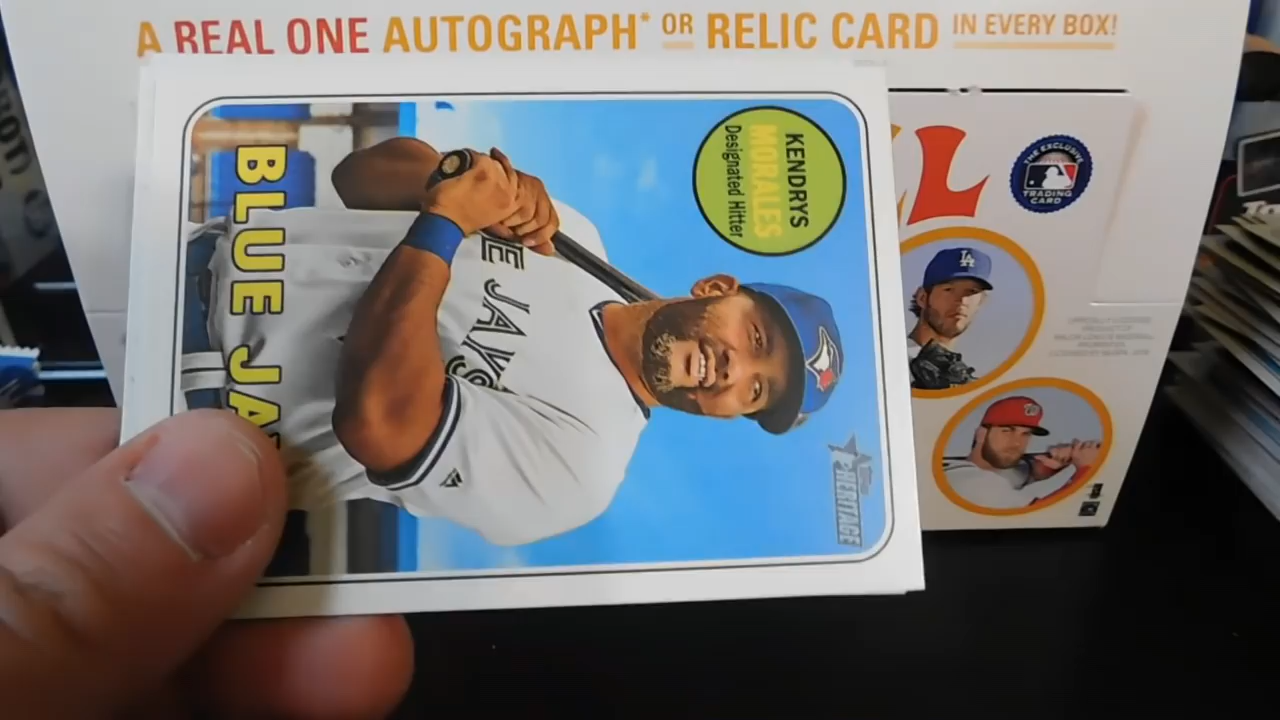 A REAL ONE AUTOGRAPH* OR RELIC CARD IN EVERY BOX!
KENDRYS
MORALES
Designated Hitter
BLUE JA
E JAYS
HERITAGE
L
THE EXCLUSIVE
TRADING
CARD
LA